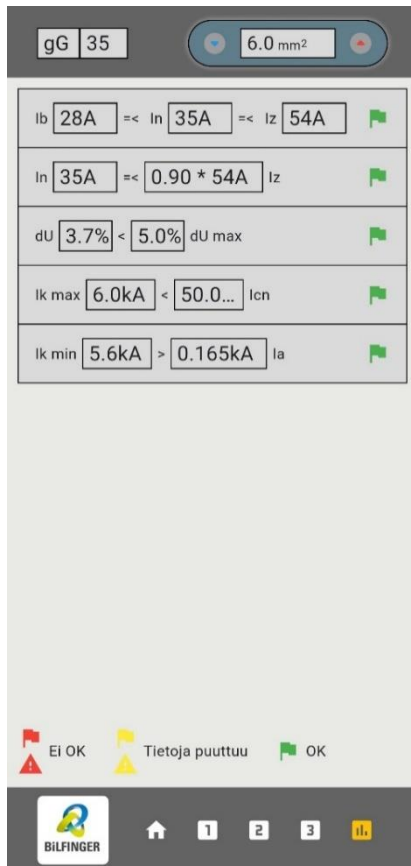 gG 35 6.0 mm²
Ib 28A =< In 35A =< Iz 54A
In 35A =< 0.90 * 54A Iz
dU 3.7% < 5.0% dU max
Ik max 6.0kA < 50.0... Icn
Ik min 5.6kA > 0.165kA Ia
Ei OK Tietoja puuttuu OK
BiLFINGER 1 2 3